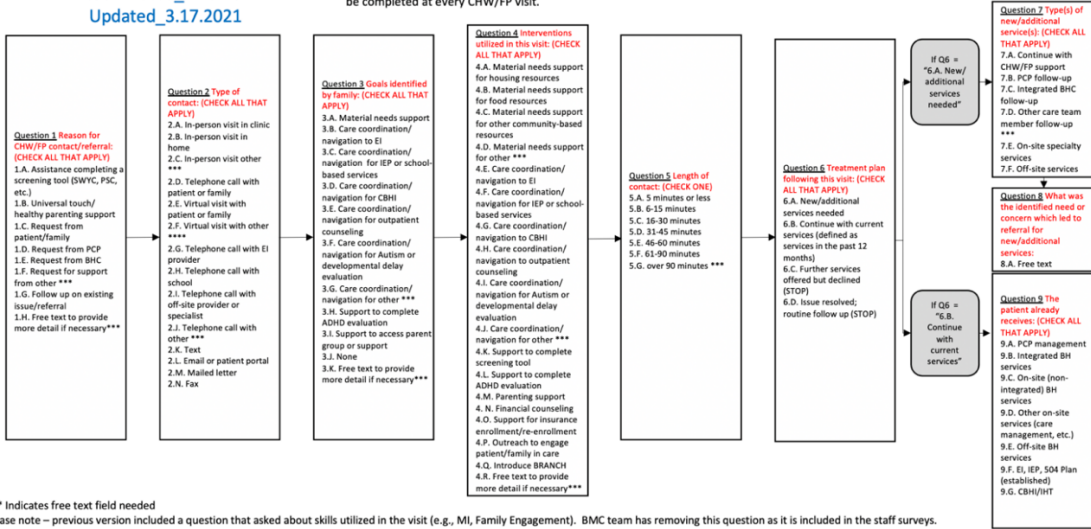 be completed at every CHW/FP visit.
Updated_3.17.2021
Question 1 Reason for
CHW/FP contact/referral:
(CHECK ALL THAT APPLY)
1.A. Assistance completing a
screening tool (SWYC, PSC,
etc.)
1.B. Universal touch/
healthy parenting support
1.C. Request from
patient/family
1.D. Request from PCP
1.E. Request from BHC
1.F. Request for support
from other ***
1.G. Follow up on existing
issue/referral
1.H. Free text to provide
more detail if necessary***
Question 2 Type of
contact: (CHECK ALL THAT
APPLY)
2.A. In-person visit in clinic
2.B. In-person visit in
home
2.C. In-person visit other
***
2.D. Telephone call with
patient or family
2.E. Virtual visit with
patient or family
2.F. Virtual visit with other
****
2.G. Telephone call with EI
provider
2.H. Telephone call with
school
2.I. Telephone call with
off-site provider or
specialist
2.J. Telephone call with
other ***
2.K. Text
2.L. Email or patient portal
2.M. Mailed letter
2.N. Fax
Question 3 Goals identified
by family: (CHECK ALL THAT
APPLY)
3.A. Material needs support
3.B. Care coordination/
navigation to EI
3.C. Care coordination/
navigation for IEP or school-
based services
3.D. Care coordination/
navigation for CBHI
3.E. Care coordination/
navigation for outpatient
counseling
3.F. Care coordination/
navigation for Autism or
developmental delay
evaluation
3.G. Care coordination/
navigation for other ***
3.H. Support to complete
ADHD evaluation
3.I. Support to access parent
group or support
3.J. None
3.K. Free text to provide
more detail if necessary***
Question 4 Interventions
utilized in this visit: (CHECK
ALL THAT APPLY)
4.A. Material needs support
for housing resources
4.B. Material needs support
for food resources
4.C. Material needs support
for other community-based
resources
4.D. Material needs support
for other ***
4.E. Care coordination/
navigation to EI
4.F. Care coordination/
navigation for IEP or school-
based services
4.G. Care coordination/
navigation to CBHI
4.H. Care coordination/
navigation to outpatient
counseling
4.I. Care coordination/
navigation for Autism or
developmental delay
evaluation
4.J. Care coordination/
navigation for other ***
4.K. Support to complete
screening tool
4.L. Support to complete
ADHD evaluation
4.M. Parenting support
4. N. Financial counseling
4.O. Support for insurance
enrollment/re-enrollment
4.P. Outreach to engage
patient/family in care
4.Q. Introduce BRANCH
4.R. Free text to provide
more detail if necessary***
Question 5 Length of
contact: (CHECK ONE)
5.A. 5 minutes or less
5.B. 6-15 minutes
5.C. 16-30 minutes
5.D. 31-45 minutes
5.E. 46-60 minutes
5.F. 61-90 minutes
5.G. over 90 minutes ***
Question 6 Treatment plan
following this visit: (CHECK
ALL THAT APPLY)
6.A. New/additional
services needed
6.B. Continue with current
services (defined as
services in the past 12
months)
6.C. Further services
offered but declined
(STOP)
6.D. Issue resolved;
routine follow up (STOP)
If Q6 =
"6.A. New/
additional
services
needed"
If Q6 =
"6.B.
Continue
with
current
services"
Question 7 Type(s) of
new/additional
service(s): (CHECK ALL
THAT APPLY)
7.A. Continue with
CHW/FP support
7.B. PCP follow-up
7.C. Integrated BHC
follow-up
7.D. Other care team
member follow-up
***
7.E. On-site specialty
services
7.F. Off-site services
Question 8 What was
the identified need or
concern which led to
referral for
new/additional
services:
8.A. Free text
Question 9 The
patient already
receives: (CHECK ALL
THAT APPLY)
9.A. PCP management
9.B. Integrated BH
services
9.C. On-site (non-
integrated) BH
services
9.D. Other on-site
services (care
management, etc.)
9.E. Off-site BH
services
9.F. EI, IEP, 504 Plan
(established)
9.G. CBHI/IHT
* Indicates free text field needed
ase note – previous version included a question that asked about skills utilized in the visit (e.g., MI, Family Engagement). BMC team has removing this question as it is included in the staff surveys.